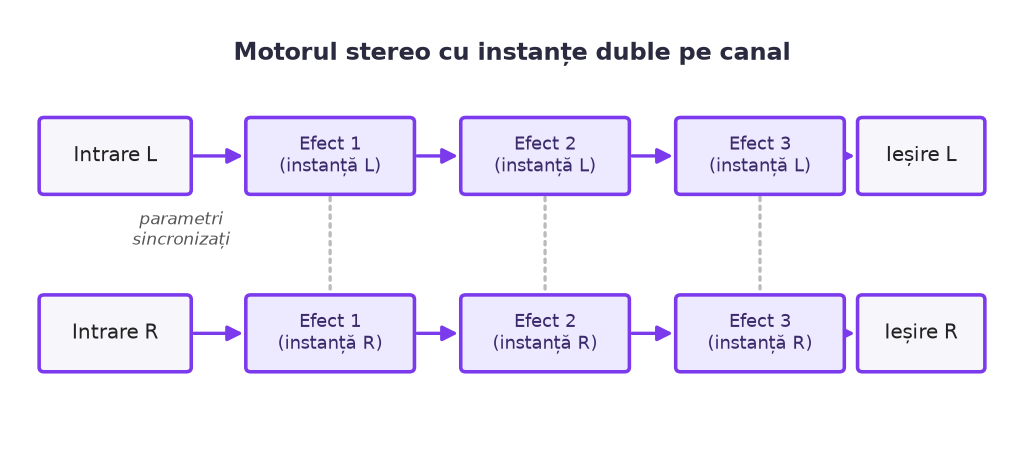 Motorul stereo cu instanțe duble pe canal
Intrare L
Efect 1
(instanță L)
Efect 2
(instanță L)
Efect 3
(instanță L)
Ieșire L
parametri
sincronizați
Intrare R
Efect 1
(instanță R)
Efect 2
(instanță R)
Efect 3
(instanță R)
Ieșire R